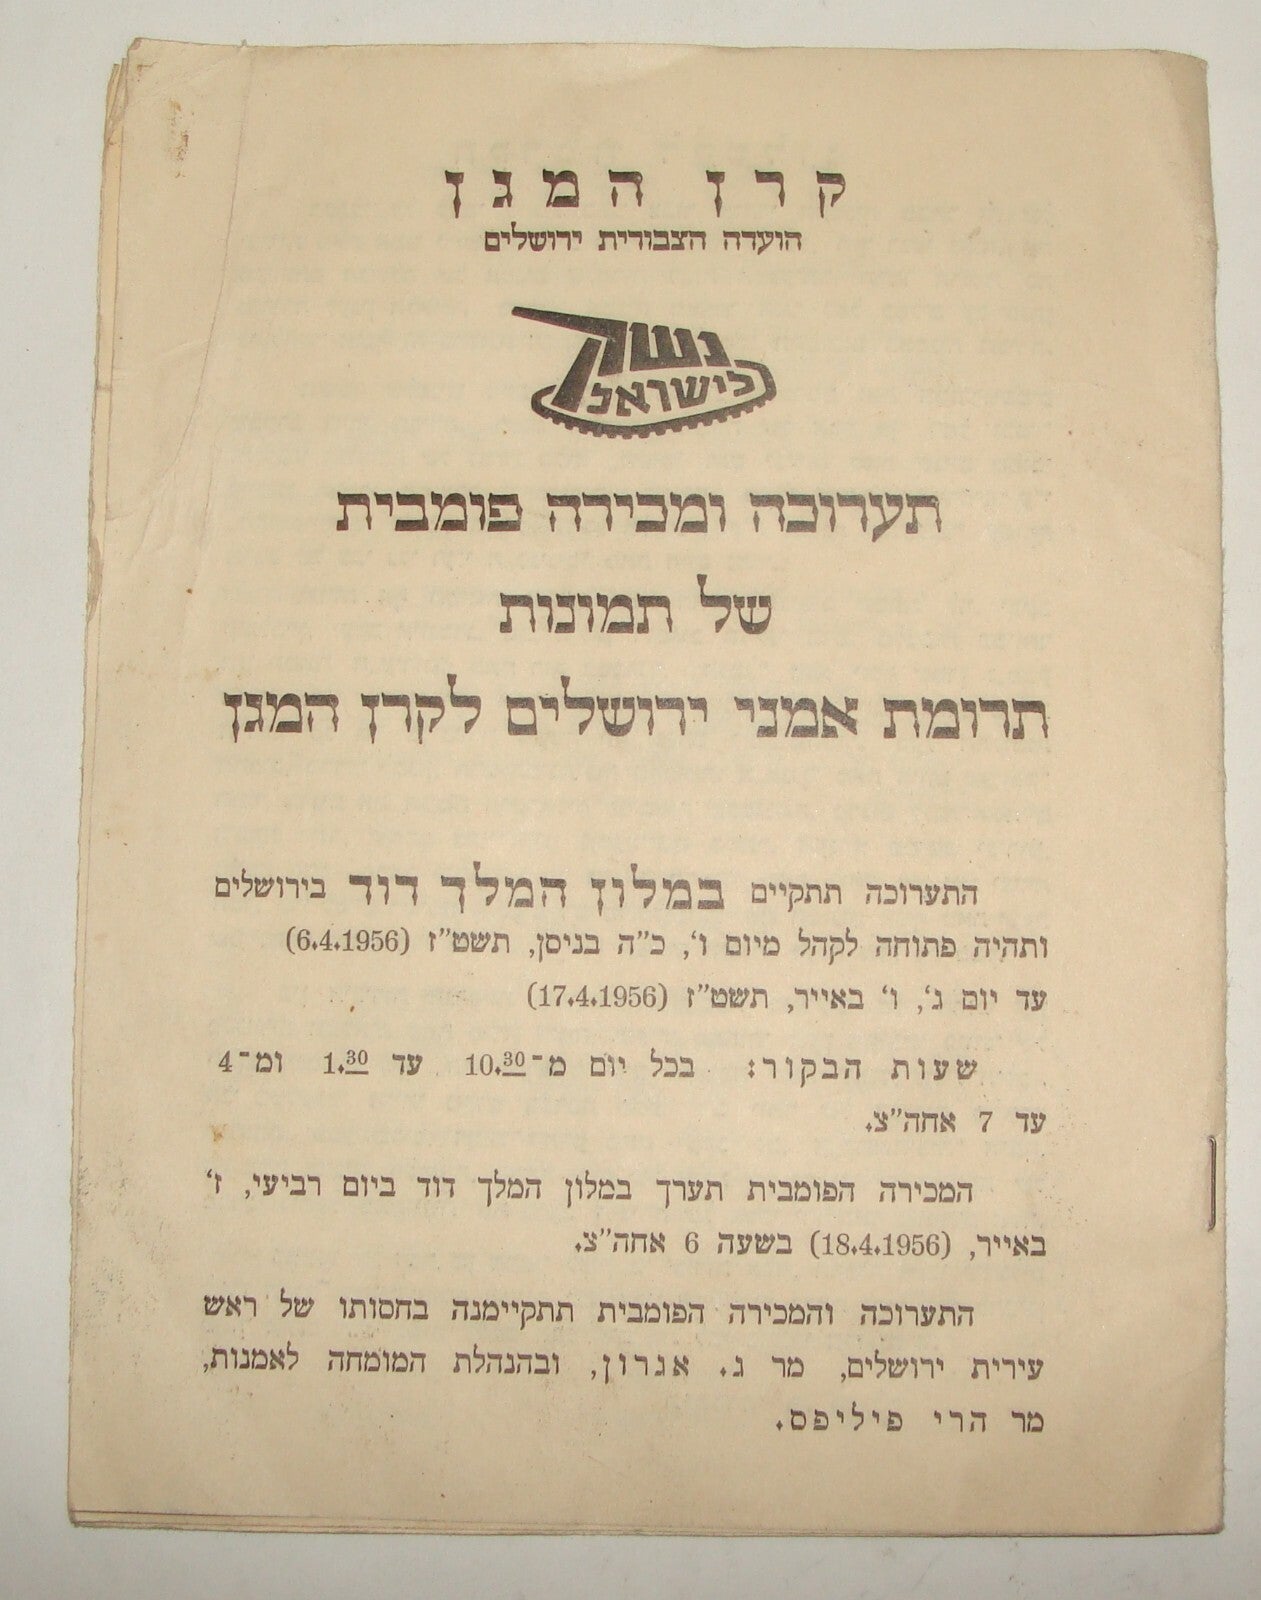 קרן המגן
הועדה הצבורית ירושלים
נשק
לישראל
תערוכה ומכירה פומבית
של תמונות
תרומת אמני ירושלים לקרן המגן
התערוכה תתקיים במלון המלך דוד בירושלים
ותהיה פתוחה לקהל מיום ו׳, כ״ה בניסן, תשט״ז (6.4.1956)
עד יום ג׳, ו׳ באייר, תשט״ז (17.4.1956)
שעות הבקור: בכל יום מ־10.30 עד 1.30 ומ־4
עד 7 אחה״צ.
המכירה הפומבית תערך במלון המלך דוד ביום רביעי, ז׳
באייר, (18.4.1956) בשעה 6 אחה״צ.
התערוכה והמכירה הפומבית תתקיימנה בחסותו של ראש
עירית ירושלים, מר ג. אגרון, ובהנהלת המומחה לאמנות,
מר הרי פיליפס.